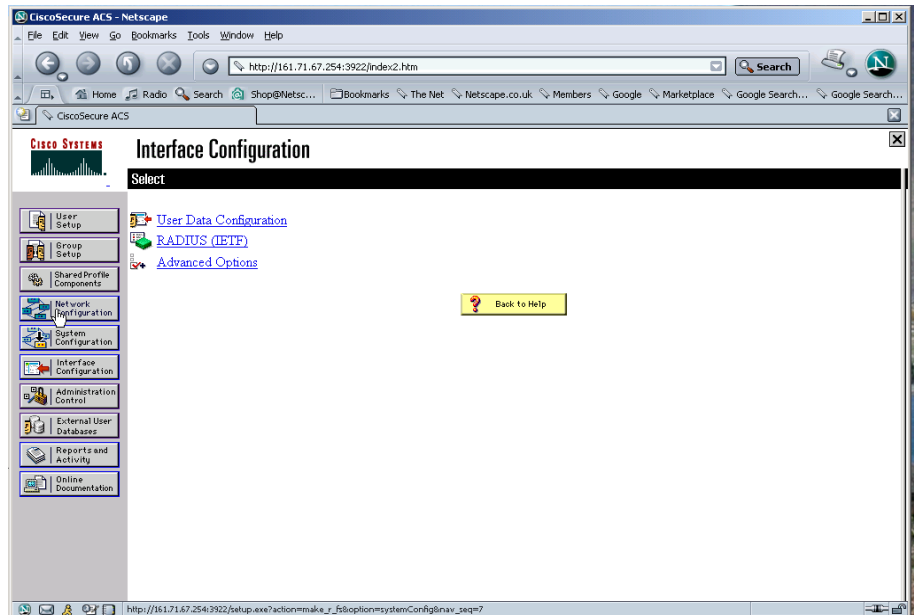 CiscoSecure ACS - Netscape
File Edit View Go Bookmarks Tools Window Help
http://161.71.67.254:3922/index2.htm
Search
N
Home Radio Search Shop@Netsc... Bookmarks The Net Netscape.co.uk Members Google Marketplace Google Search... Google Search...
CiscoSecure ACS
CISCO SYSTEMS
Interface Configuration
Select
User Setup
Group Setup
Shared Profile Components
Network Configuration
System Configuration
Interface Configuration
Administration Control
External User Databases
Reports and Activity
Online Documentation
User Data Configuration
RADIUS (IETF)
Advanced Options
Back to Help
http://161.71.67.254:3922/setup.exe?action=make_r_fs&option=systemConfig&nav_seq=7